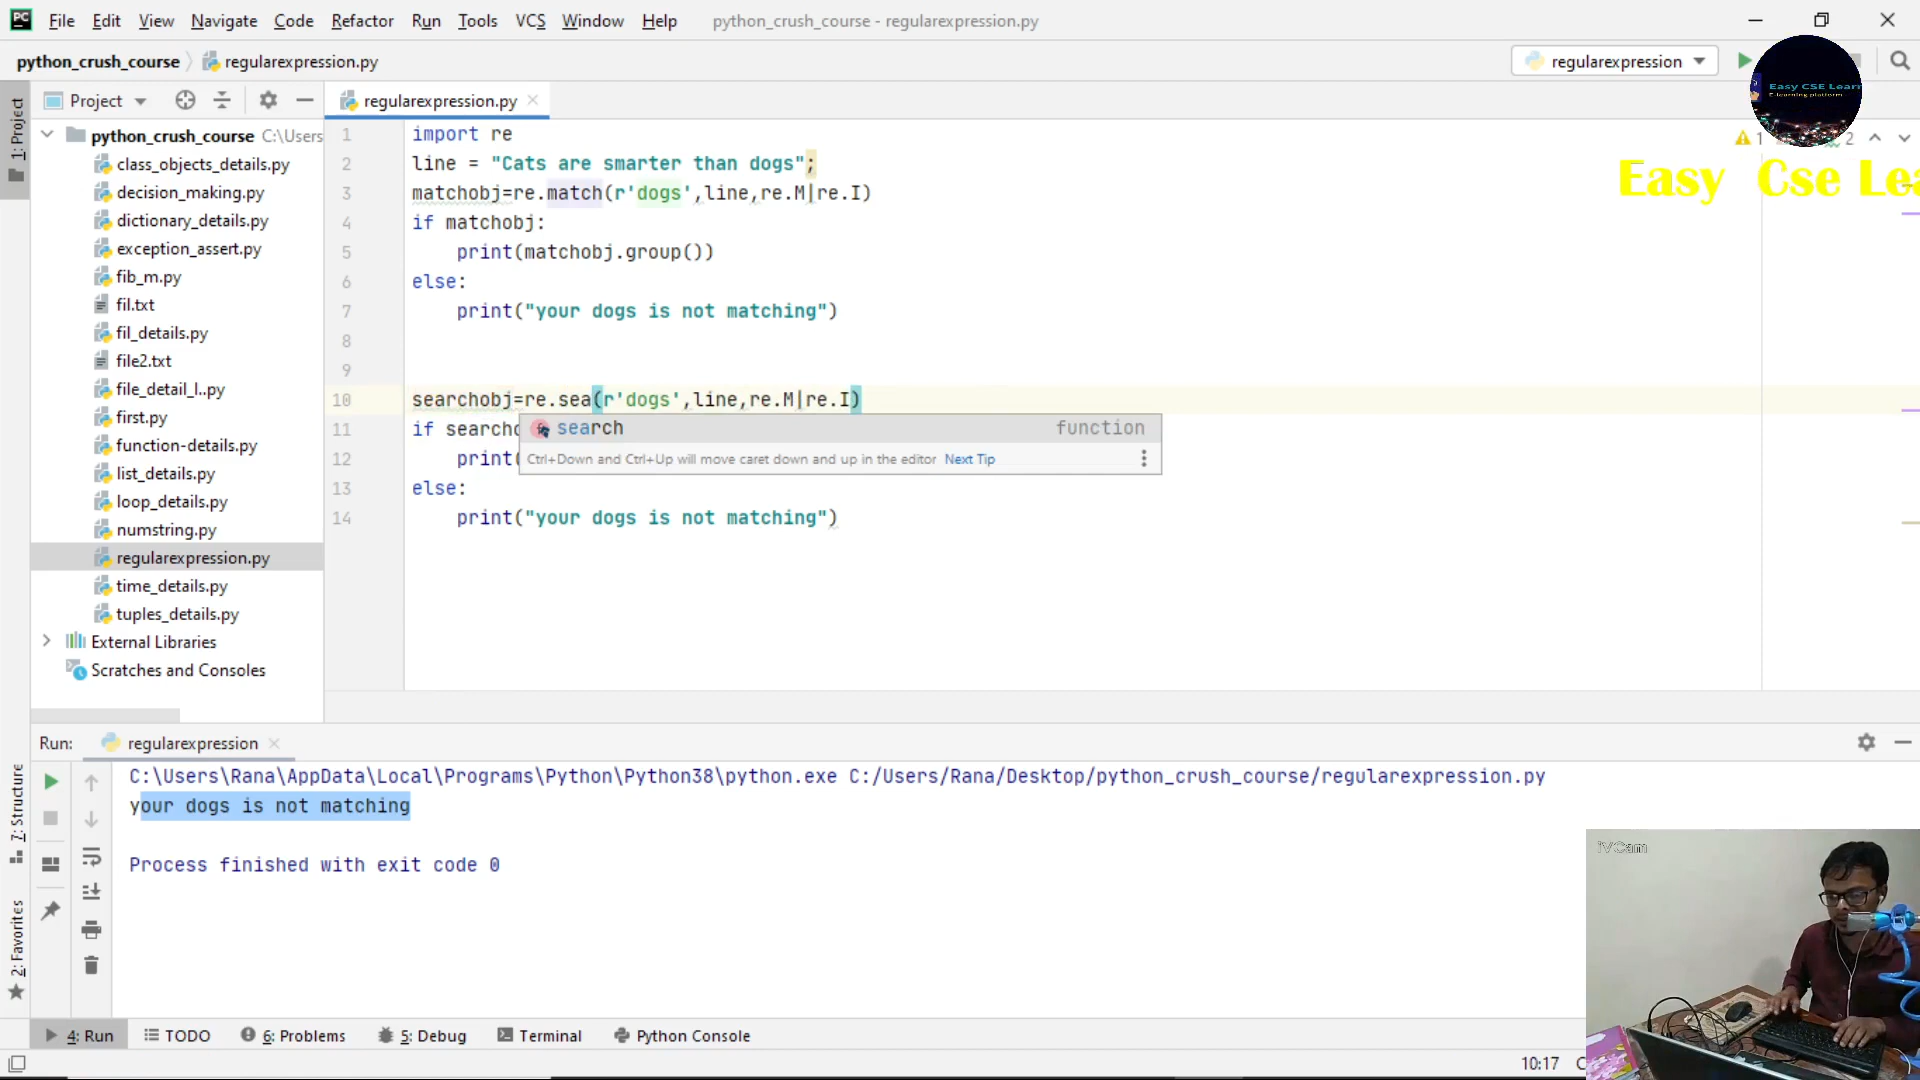 File Edit View Navigate Code Refactor Run Tools VCS Window Help python_crush_course - regularexpression.py
python_crush_course regularexpression.py regularexpression
Easy CSE Learn
E-learning platform
1: Project
Project
regularexpression.py
python_crush_course C:\Users
class_objects_details.py
decision_making.py
dictionary_details.py
exception_assert.py
fib_m.py
fil.txt
fil_details.py
file2.txt
file_detail_l..py
first.py
function-details.py
list_details.py
loop_details.py
numstring.py
regularexpression.py
time_details.py
tuples_details.py
External Libraries
Scratches and Consoles
1 import re
2 line = "Cats are smarter than dogs";
3 matchobj=re.match(r'dogs',line,re.M|re.I)
4 if matchobj:
5 print(matchobj.group())
6 else:
7 print("your dogs is not matching")
8
9
10 searchobj=re.sea(r'dogs',line,re.M|re.I)
11 if searcho
12 print(
13 else:
14 print("your dogs is not matching")
search function
Ctrl+Down and Ctrl+Up will move caret down and up in the editor Next Tip
1 2
Easy Cse Lea
Run: regularexpression
C:\Users\Rana\AppData\Local\Programs\Python\Python38\python.exe C:/Users/Rana/Desktop/python_crush_course/regularexpression.py
your dogs is not matching
Process finished with exit code 0
7: Structure
2: Favorites
iVCam
4: Run TODO 6: Problems 5: Debug Terminal Python Console
10:17